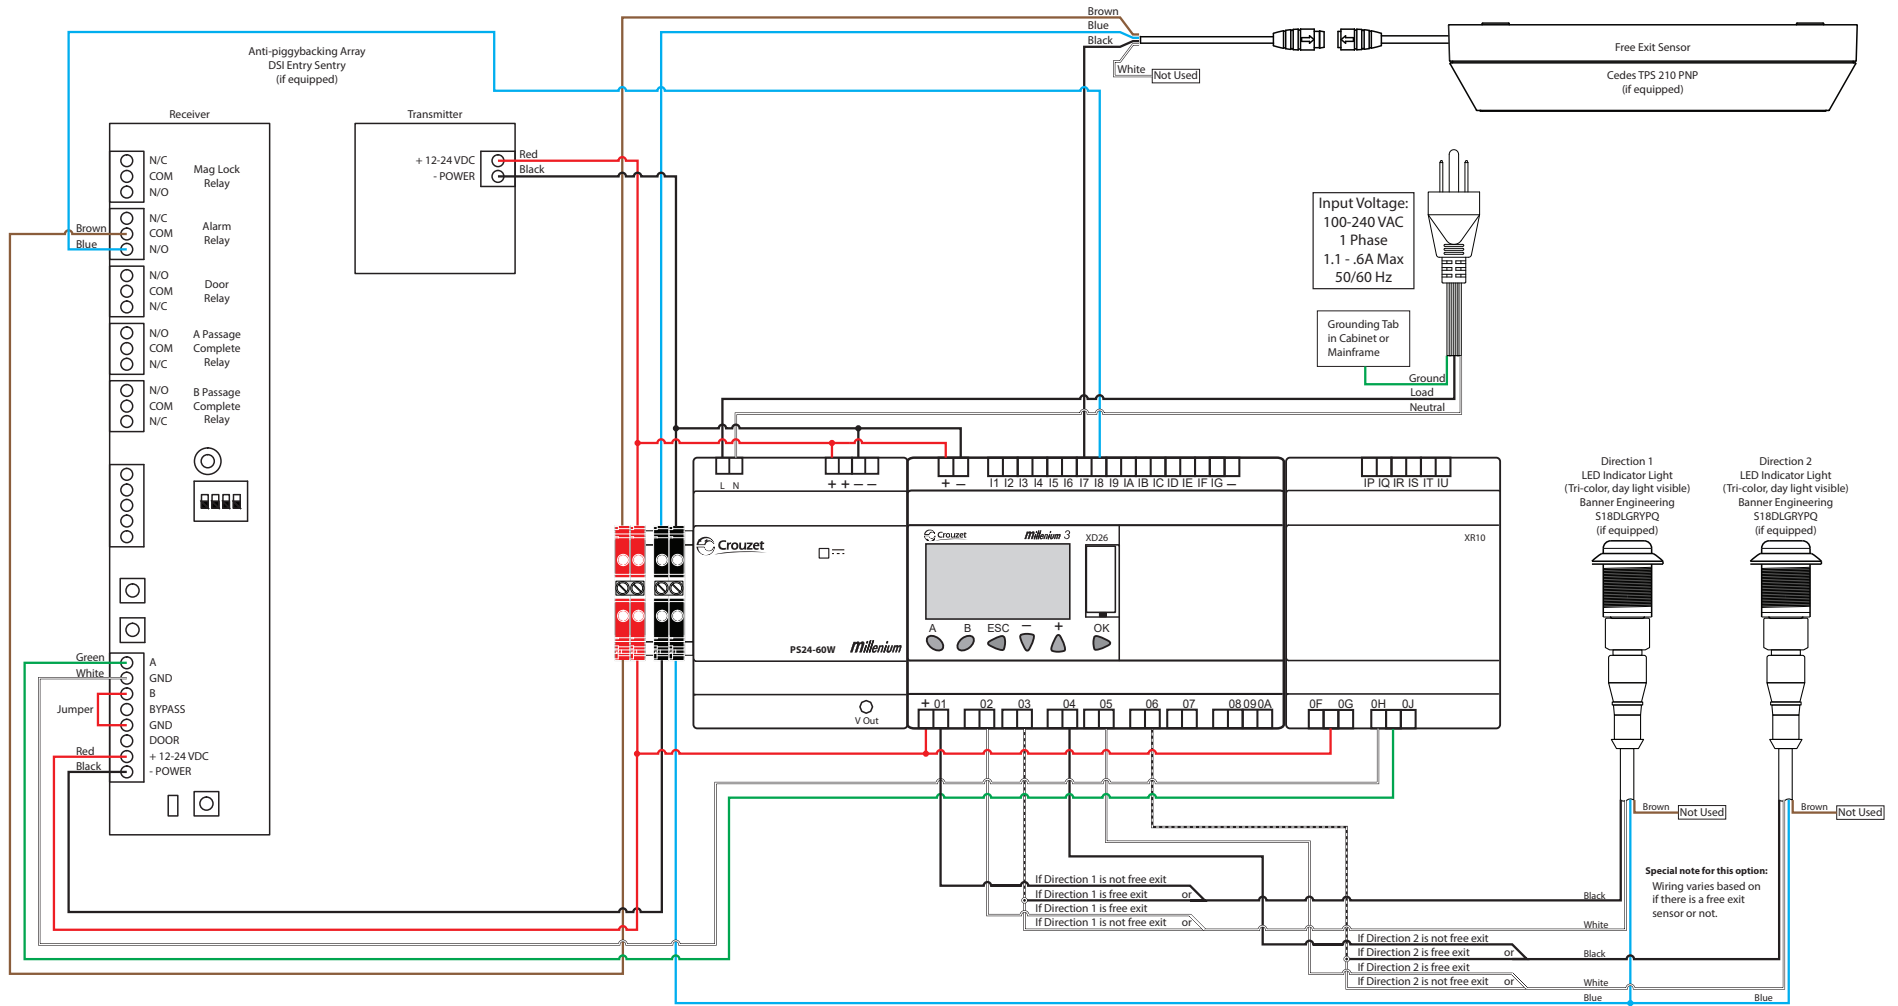 Anti-piggybacking Array
DSI Entry Sentry
(if equipped)
Receiver
N/C
COM
N/O
Mag Lock
Relay
N/C
COM
N/O
Alarm
Relay
Brown
Blue
N/O
COM
N/C
Door
Relay
N/O
COM
N/C
A Passage
Complete
Relay
N/O
COM
N/C
B Passage
Complete
Relay
Green
White
Jumper
Red
Black
A
GND
B
BYPASS
GND
DOOR
+ 12-24 VDC
- POWER
Transmitter
+ 12-24 VDC
- POWER
Red
Black
Brown
Blue
Black
White
Not Used
Free Exit Sensor
Cedes TPS 210 PNP
(if equipped)
Input Voltage:
100-240 VAC
1 Phase
1.1 - .6A Max
50/60 Hz
Grounding Tab
in Cabinet or
Mainframe
Ground
Load
Neutral
L N
+ + − −
Crouzet
PS24-60W
Millenium
V Out
+ −
I1 I2 I3 I4 I5 I6 I7 I8 I9 IA IB IC ID IE IF IG −
Crouzet
Millenium 3
XD26
A
B
ESC
−
+
OK
+ 01 02 03 04 05 06 07 08 09 0A
IP IQ IR IS IT IU
XR10
0F 0G 0H 0J
Direction 1
LED Indicator Light
(Tri-color, day light visible)
Banner Engineering
S18DLGRYPQ
(if equipped)
Direction 2
LED Indicator Light
(Tri-color, day light visible)
Banner Engineering
S18DLGRYPQ
(if equipped)
Brown
Not Used
Brown
Not Used
Special note for this option:
Wiring varies based on
if there is a free exit
sensor or not.
If Direction 1 is not free exit
If Direction 1 is free exit or
If Direction 1 is free exit
If Direction 1 is not free exit or
Black
White
If Direction 2 is not free exit
If Direction 2 is free exit or
If Direction 2 is free exit
If Direction 2 is not free exit or
Black
White
Blue
Blue